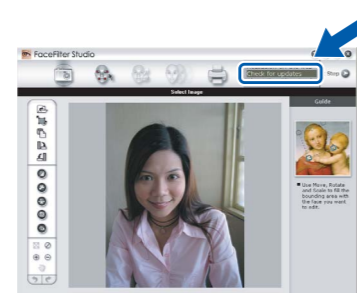 FaceFilter Studio
Check for updates
Stop
Select Image
Guide
Use Move, Rotate
and Scale to fill the
bounding area with
the face you want
to edit.